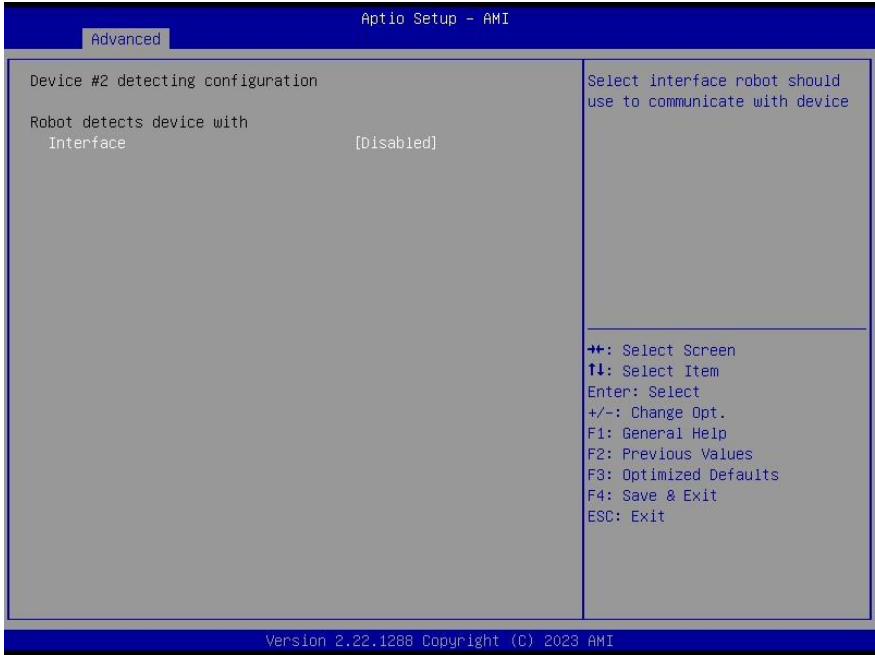 Aptio Setup – AMI
Advanced
Device #2 detecting configuration
Robot detects device with
Interface [Disabled]
Select interface robot should
use to communicate with device
→←: Select Screen
↑↓: Select Item
Enter: Select
+/-: Change Opt.
F1: General Help
F2: Previous Values
F3: Optimized Defaults
F4: Save & Exit
ESC: Exit
Version 2.22.1288 Copyright (C) 2023 AMI